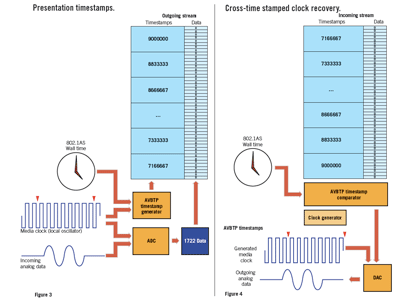 Presentation timestamps.
Outgoing stream
Timestamps Data
9000000
8833333
8666667
...
7333333
7166667
802.1AS
Wall time
AVBTP
timestamp
generator
Media clock (local oscillator)
ADC
1722 Data
Incoming
analog data
Figure 3
Cross-time stamped clock recovery.
Incoming stream
Timestamps Data
7166667
7333333
...
8666667
8833333
9000000
802.1AS
Wall time
AVBTP timestamp
comparator
Clock generator
AVBTP timestamps
Generated
media
clock
Outgoing
analog
data
DAC
Figure 4